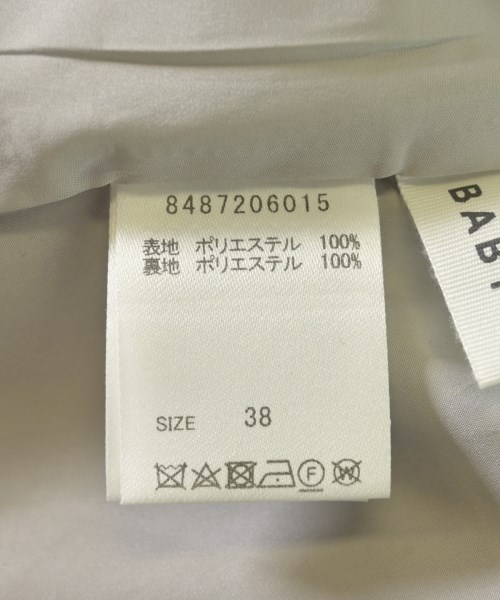 8487206015
表地 ポリエステル 100%
裏地 ポリエステル 100%
SIZE 38
F W
BABY